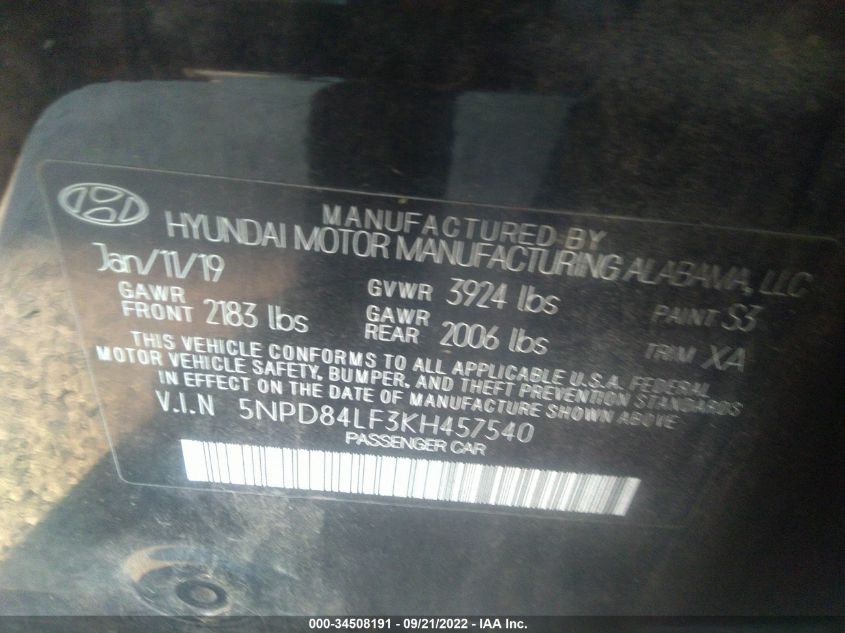 MANUFACTURED BY
HYUNDAI MOTOR MANUFACTURING ALABAMA, LLC
Jan/11/19
GVWR 3924 lbs
PAINT S3
GAWR FRONT 2183 lbs
GAWR REAR 2006 lbs
TRIM XA
THIS VEHICLE CONFORMS TO ALL APPLICABLE U.S.A. FEDERAL
MOTOR VEHICLE SAFETY, BUMPER, AND THEFT PREVENTION STANDARDS
IN EFFECT ON THE DATE OF MANUFACTURE SHOWN ABOVE
V.I.N 5NPD84LF3KH457540
PASSENGER CAR
000-34508191 - 09/21/2022 - IAA Inc.